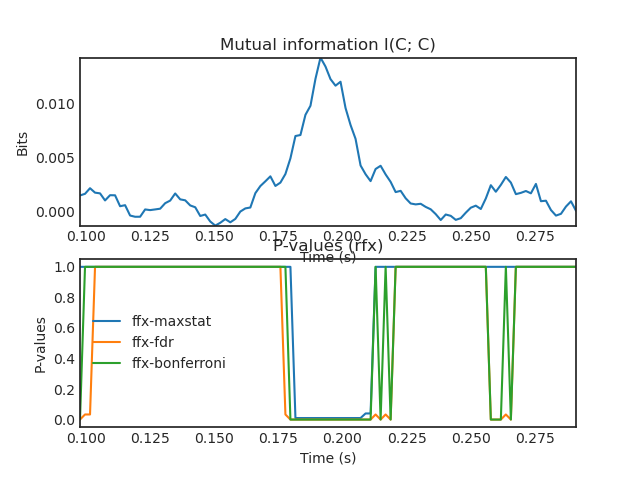 Mutual information I(C; C)
0.010
0.005
0.000
Bits
0.100 0.125 0.150 0.175 0.200 0.225 0.250 0.275
Time (s)
P-values (rfx)
1.0
0.8
0.6
0.4
0.2
0.0
P-values
ffx-maxstat
ffx-fdr
ffx-bonferroni
0.100 0.125 0.150 0.175 0.200 0.225 0.250 0.275
Time (s)